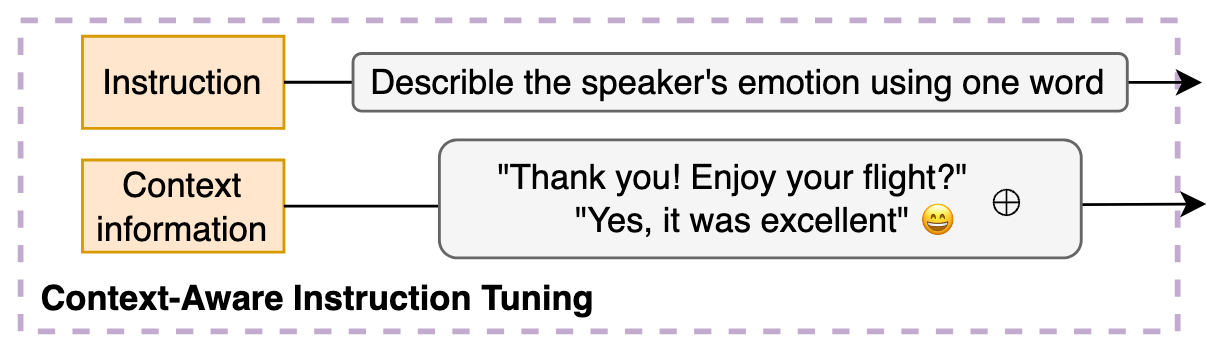 Instruction
Describle the speaker's emotion using one word
Context
information
"Thank you! Enjoy your flight?"
"Yes, it was excellent" 😄
⊕
Context-Aware Instruction Tuning